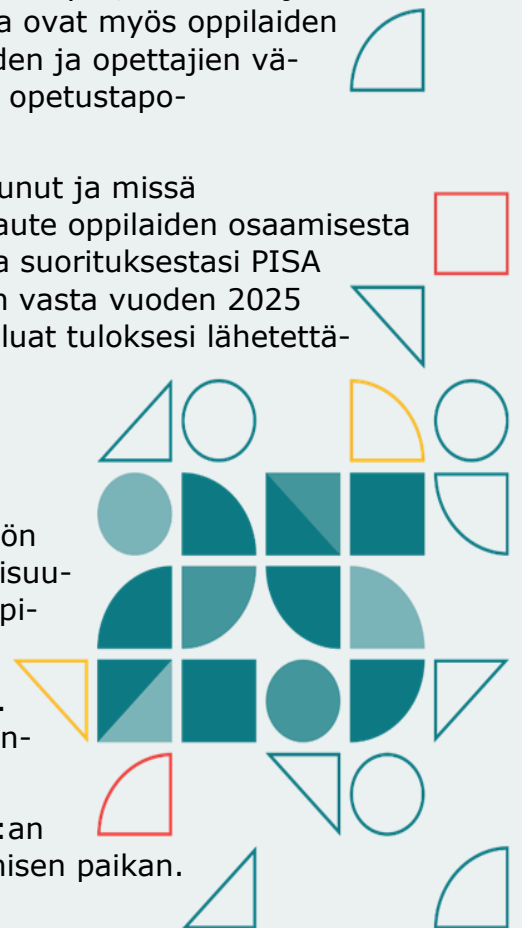 a ovat myös oppilaiden
den ja opettajien vä-
opetustapo-
unut ja missä
aute oppilaiden osaamisesta
a suorituksestasi PISA
n vasta vuoden 2025
luat tuloksesi lähetettä-
ön
isuu-
pi-
.
n-
:an
nisen paikan.